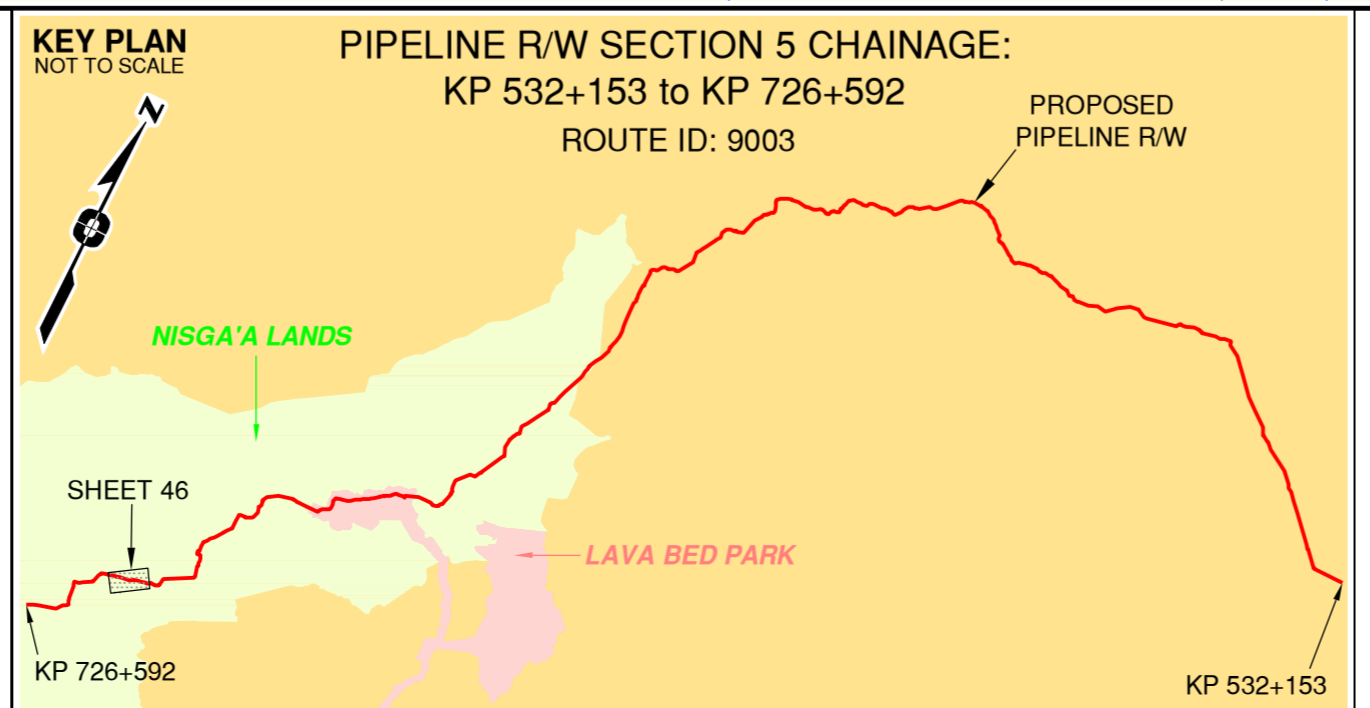 KEY PLAN
NOT TO SCALE
PIPELINE R/W SECTION 5 CHAINAGE:
KP 532+153 to KP 726+592
ROUTE ID: 9003
PROPOSED
PIPELINE R/W
N
NISGA'A LANDS
SHEET 46
LAVA BED PARK
KP 726+592
KP 532+153